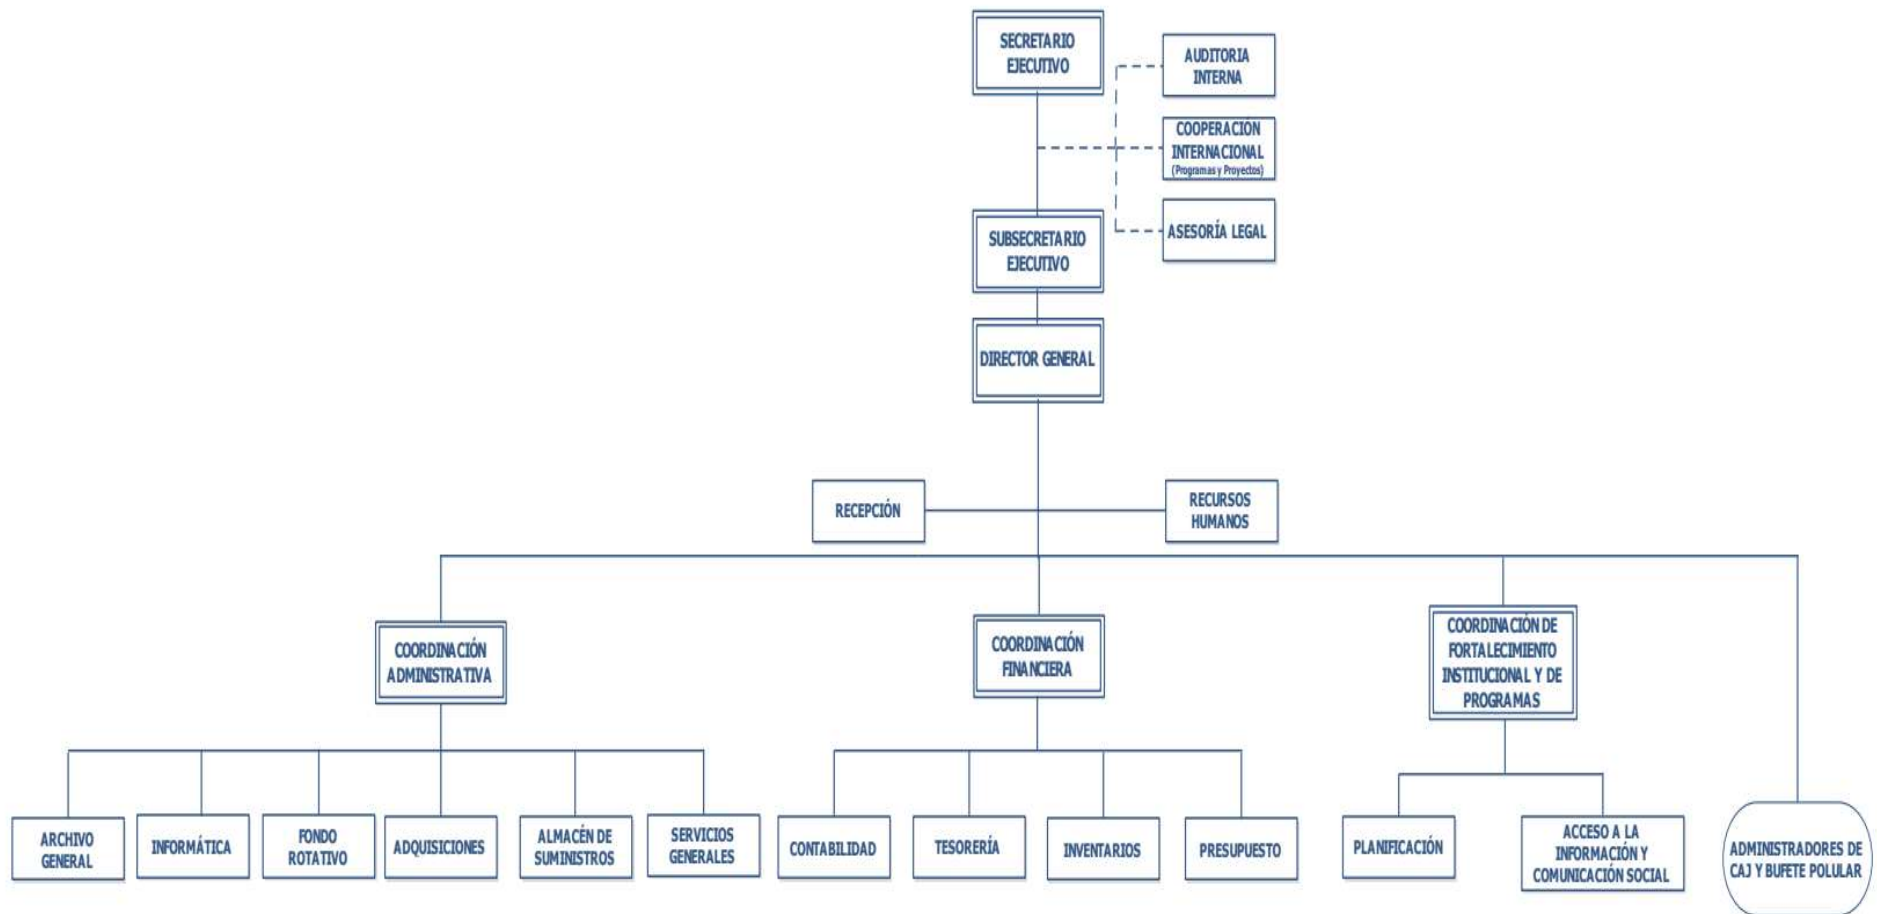 SECRETARIO
EJECUTIVO
AUDITORIA
INTERNA
COOPERACIÓN
INTERNACIONAL
(Programas y Proyectos)
SUBSECRETARIO
EJECUTIVO
ASESORÍA LEGAL
DIRECTOR GENERAL
RECEPCIÓN
RECURSOS
HUMANOS
COORDINACIÓN
ADMINISTRATIVA
COORDINACIÓN
FINANCIERA
COORDINACIÓN DE
FORTALECIMIENTO
INSTITUCIONAL Y DE
PROGRAMAS
ARCHIVO
GENERAL
INFORMÁTICA
FONDO
ROTATIVO
ADQUISICIONES
ALMACÉN DE
SUMINISTROS
SERVICIOS
GENERALES
CONTABILIDAD
TESORERÍA
INVENTARIOS
PRESUPUESTO
PLANIFICACIÓN
ACCESO A LA
INFORMACIÓN Y
COMUNICACIÓN SOCIAL
ADMINISTRADORES DE
CAJ Y BUFETE POLULAR